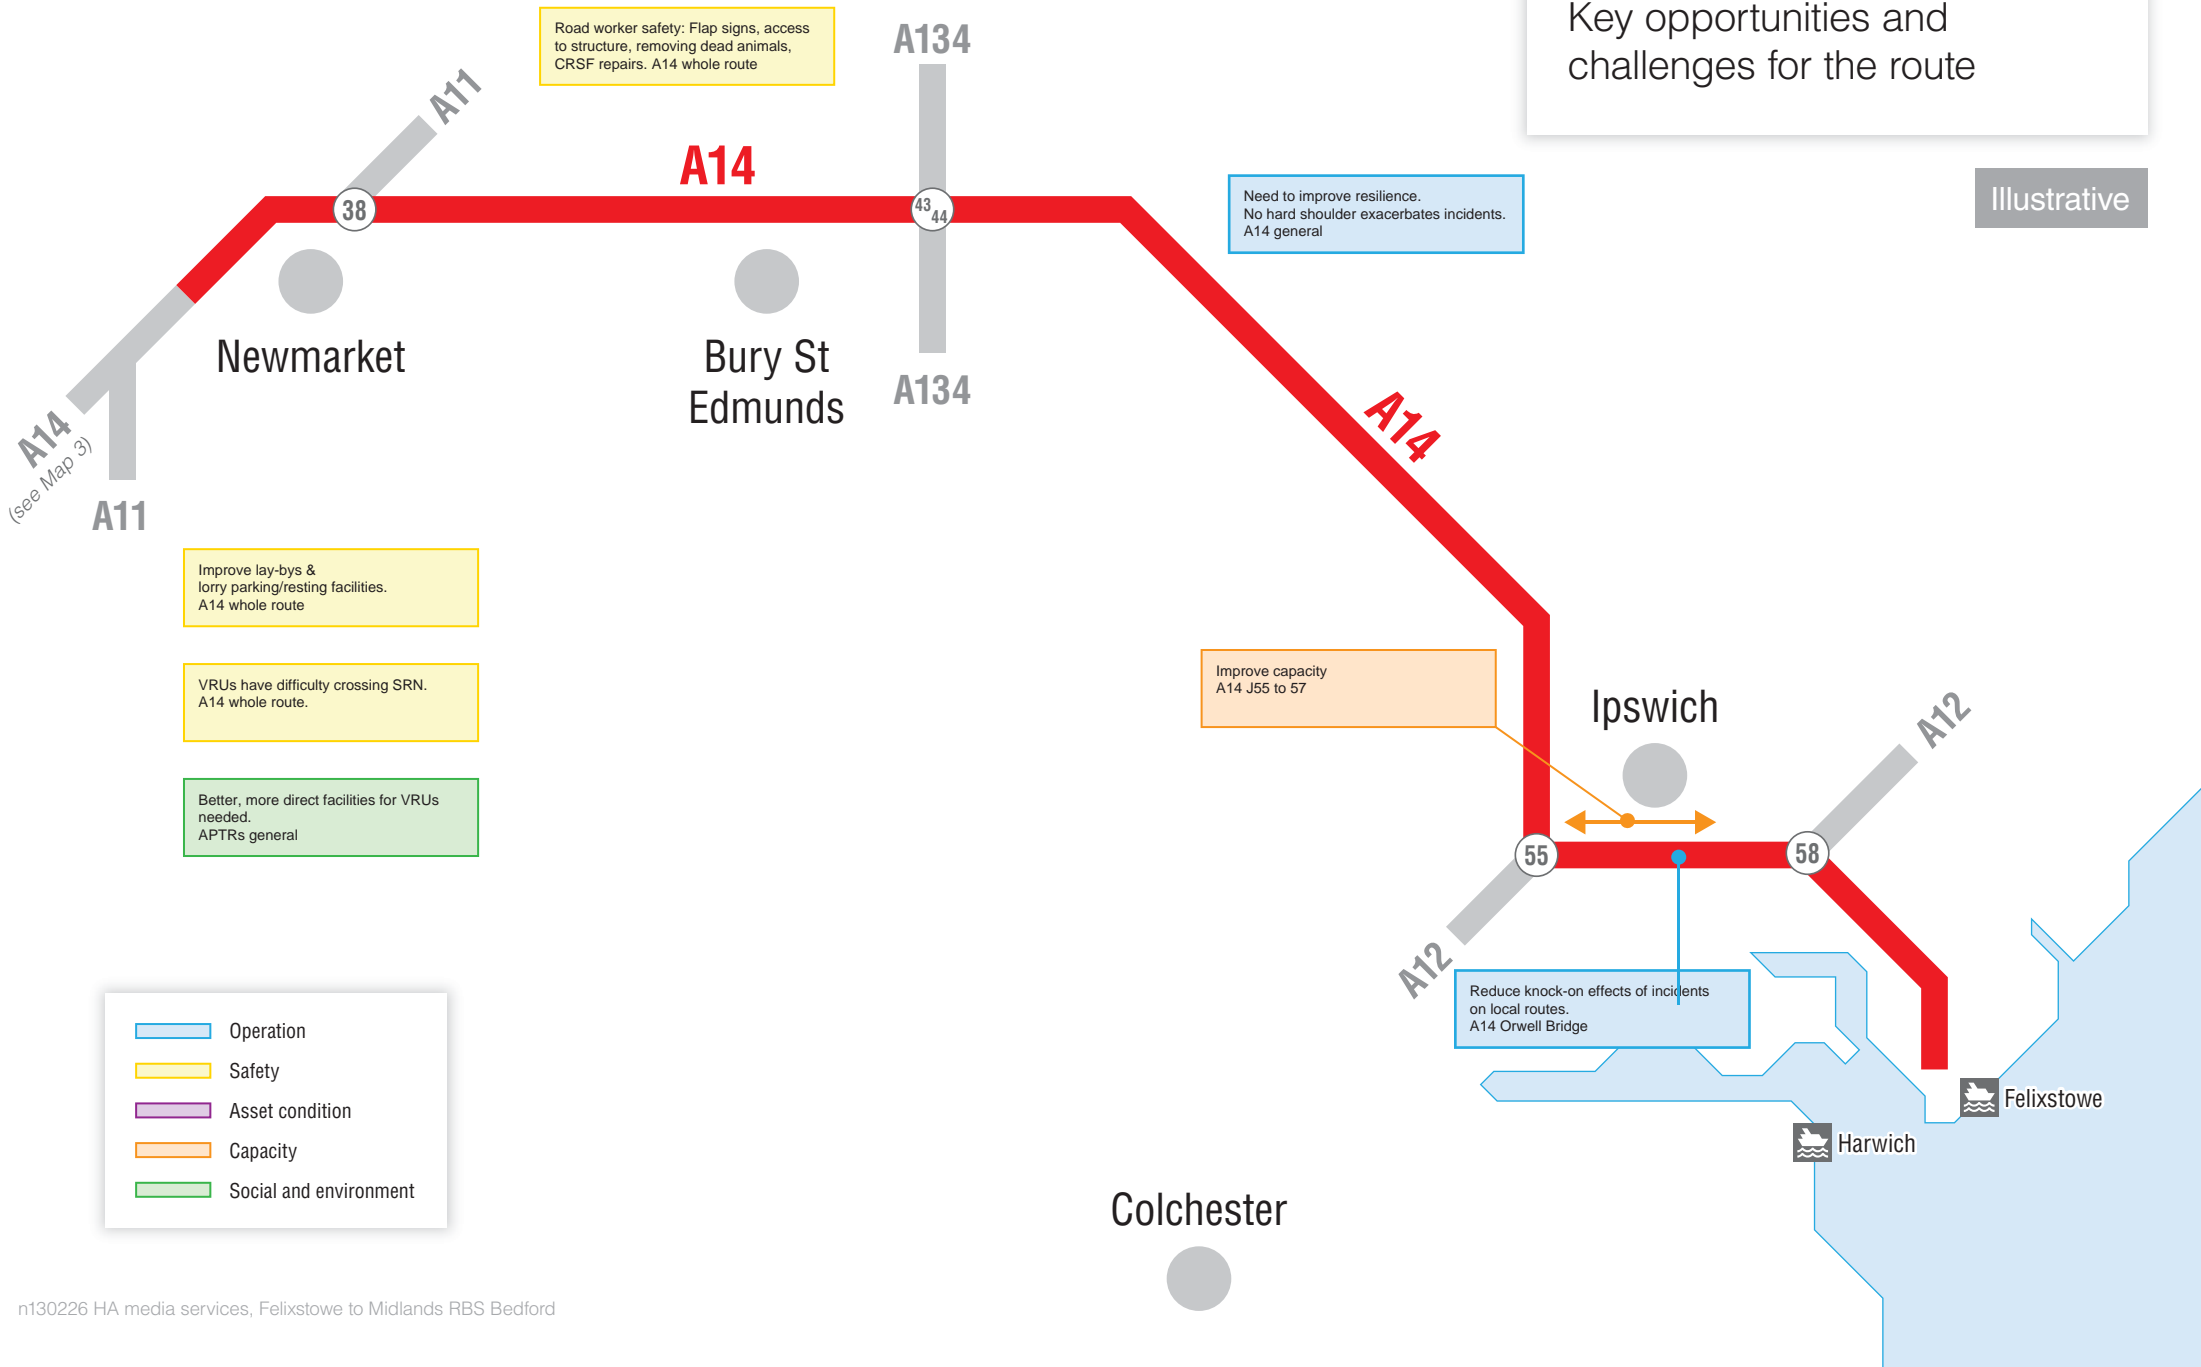 Key opportunities and
challenges for the route
Illustrative
Road worker safety: Flap signs, access
to structure, removing dead animals,
CRSF repairs. A14 whole route
A134
A11
A14
38
43
44
Need to improve resilience.
No hard shoulder exacerbates incidents.
A14 general
Newmarket
Bury St
Edmunds
A134
A14
A14
(see Map 3)
A11
Improve lay-bys &
lorry parking/resting facilities.
A14 whole route
VRUs have difficulty crossing SRN.
A14 whole route.
Better, more direct facilities for VRUs
needed.
APTRs general
Improve capacity
A14 J55 to 57
Ipswich
A12
55
58
A12
Reduce knock-on effects of incidents
on local routes.
A14 Orwell Bridge
Operation
Safety
Asset condition
Capacity
Social and environment
Felixstowe
Harwich
Colchester
n130226 HA media services, Felixstowe to Midlands RBS Bedford